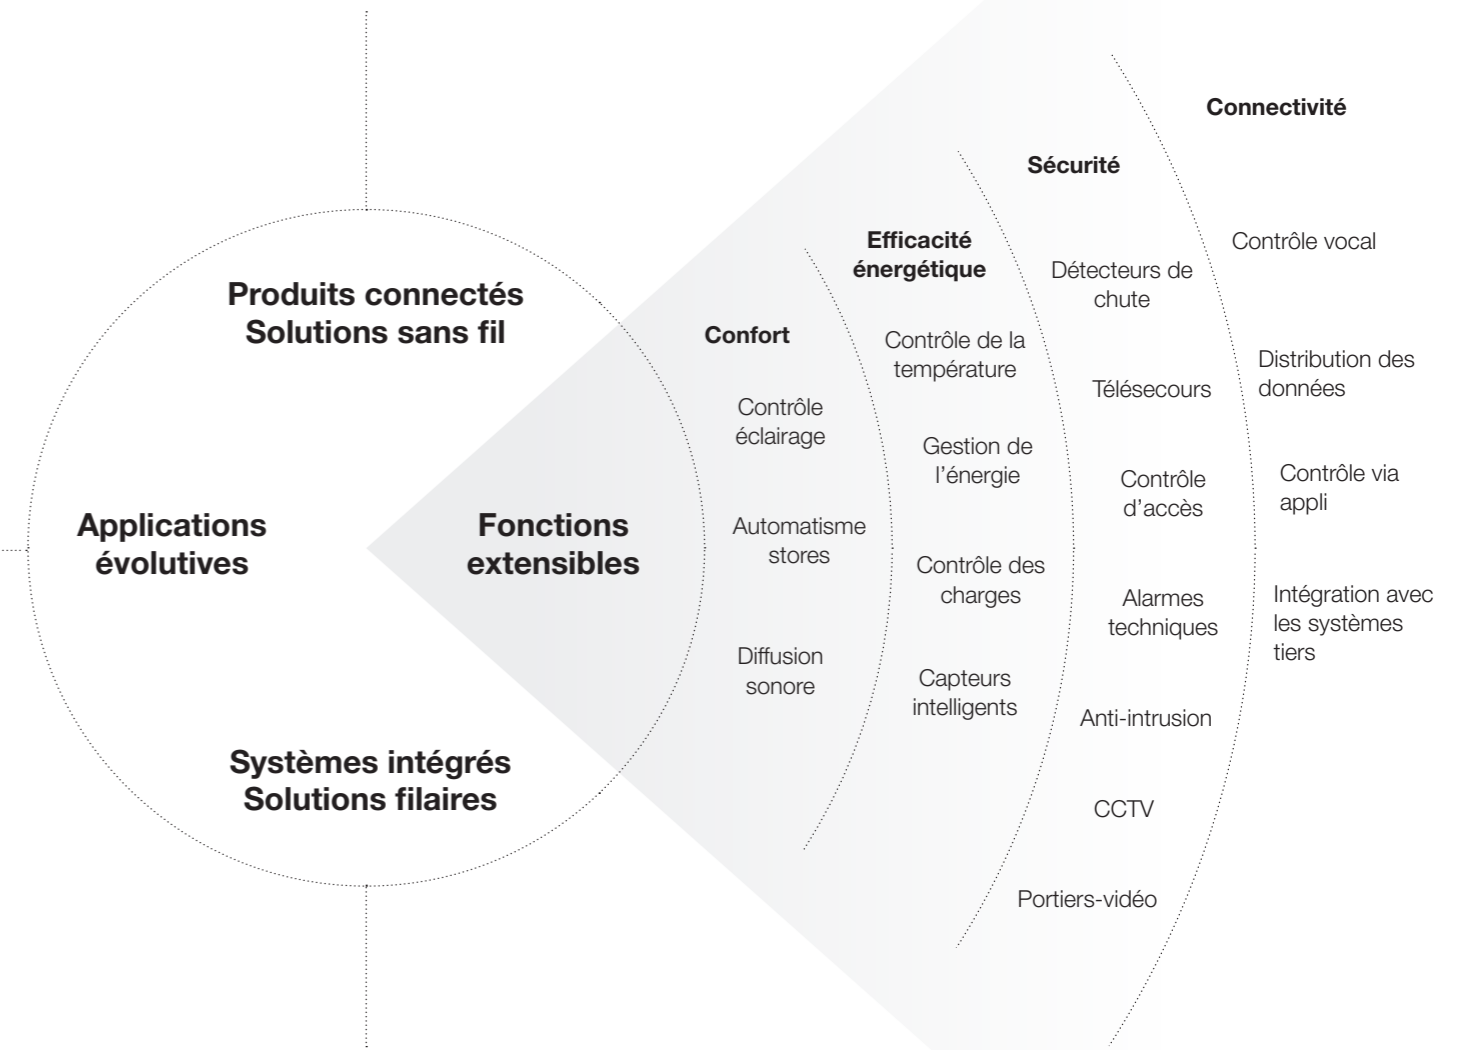 Produits connectés
Solutions sans fil
Applications
évolutives
Fonctions
extensibles
Systèmes intégrés
Solutions filaires
Confort
Contrôle
éclairage
Automatisme
stores
Diffusion
sonore
Efficacité
énergétique
Contrôle de la
température
Gestion de
l’énergie
Contrôle des
charges
Capteurs
intelligents
Sécurité
Détecteurs de
chute
Télésecours
Contrôle
d’accès
Alarmes
techniques
Anti-intrusion
CCTV
Portiers-vidéo
Connectivité
Contrôle vocal
Distribution des
données
Contrôle via
appli
Intégration avec
les systèmes
tiers